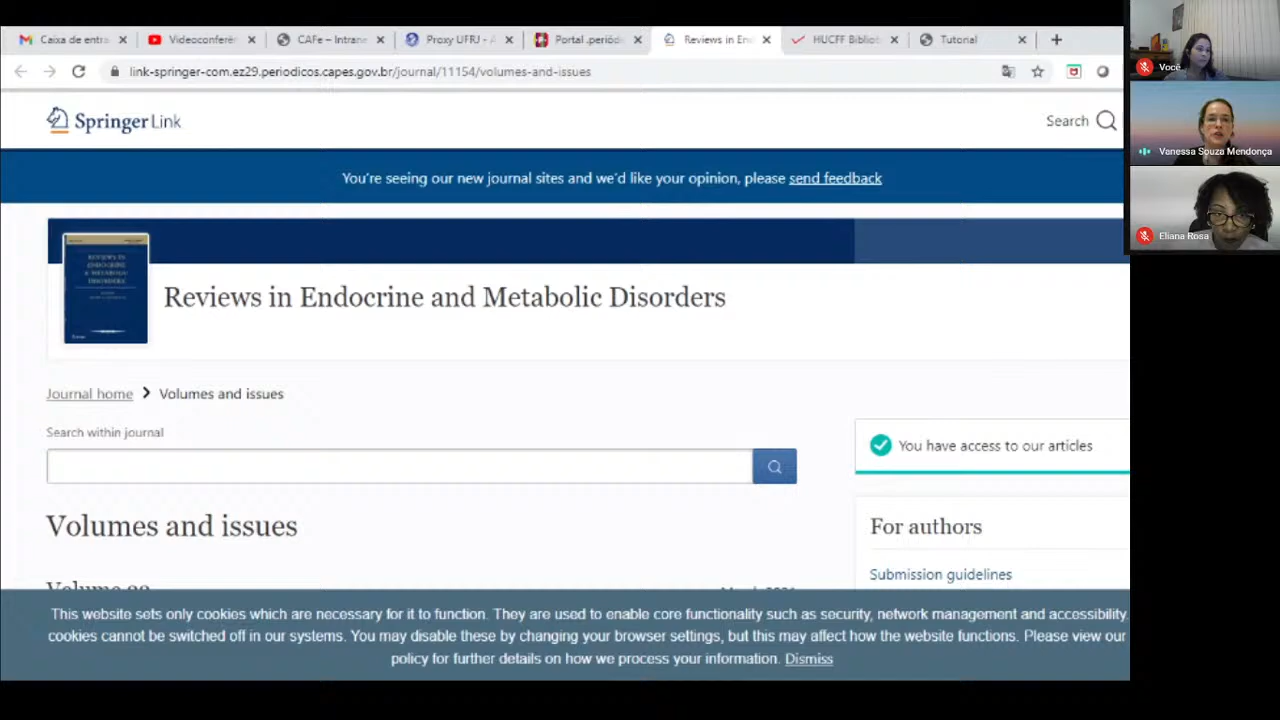 Caixa de entra
Videoconferên
CAFe – Intrane
Proxy UFRJ - A
Portal .periódi
Reviews in End
HUCFF Bibliot
Tutorial
link-springer-com.ez29.periodicos.capes.gov.br/journal/11154/volumes-and-issues
Springer Link
Search
You're seeing our new journal sites and we'd like your opinion, please send feedback
REVIEWS IN
ENDOCRINE
& METABOLIC
DISORDERS
Reviews in Endocrine and Metabolic Disorders
Journal home > Volumes and issues
Search within journal
You have access to our articles
Volumes and issues
For authors
Submission guidelines
This website sets only cookies which are necessary for it to function. They are used to enable core functionality such as security, network management and accessibility.
cookies cannot be switched off in our systems. You may disable these by changing your browser settings, but this may affect how the website functions. Please view our
policy for further details on how we process your information. Dismiss
Você
Vanessa Souza Mendonça
Eliana Rosa